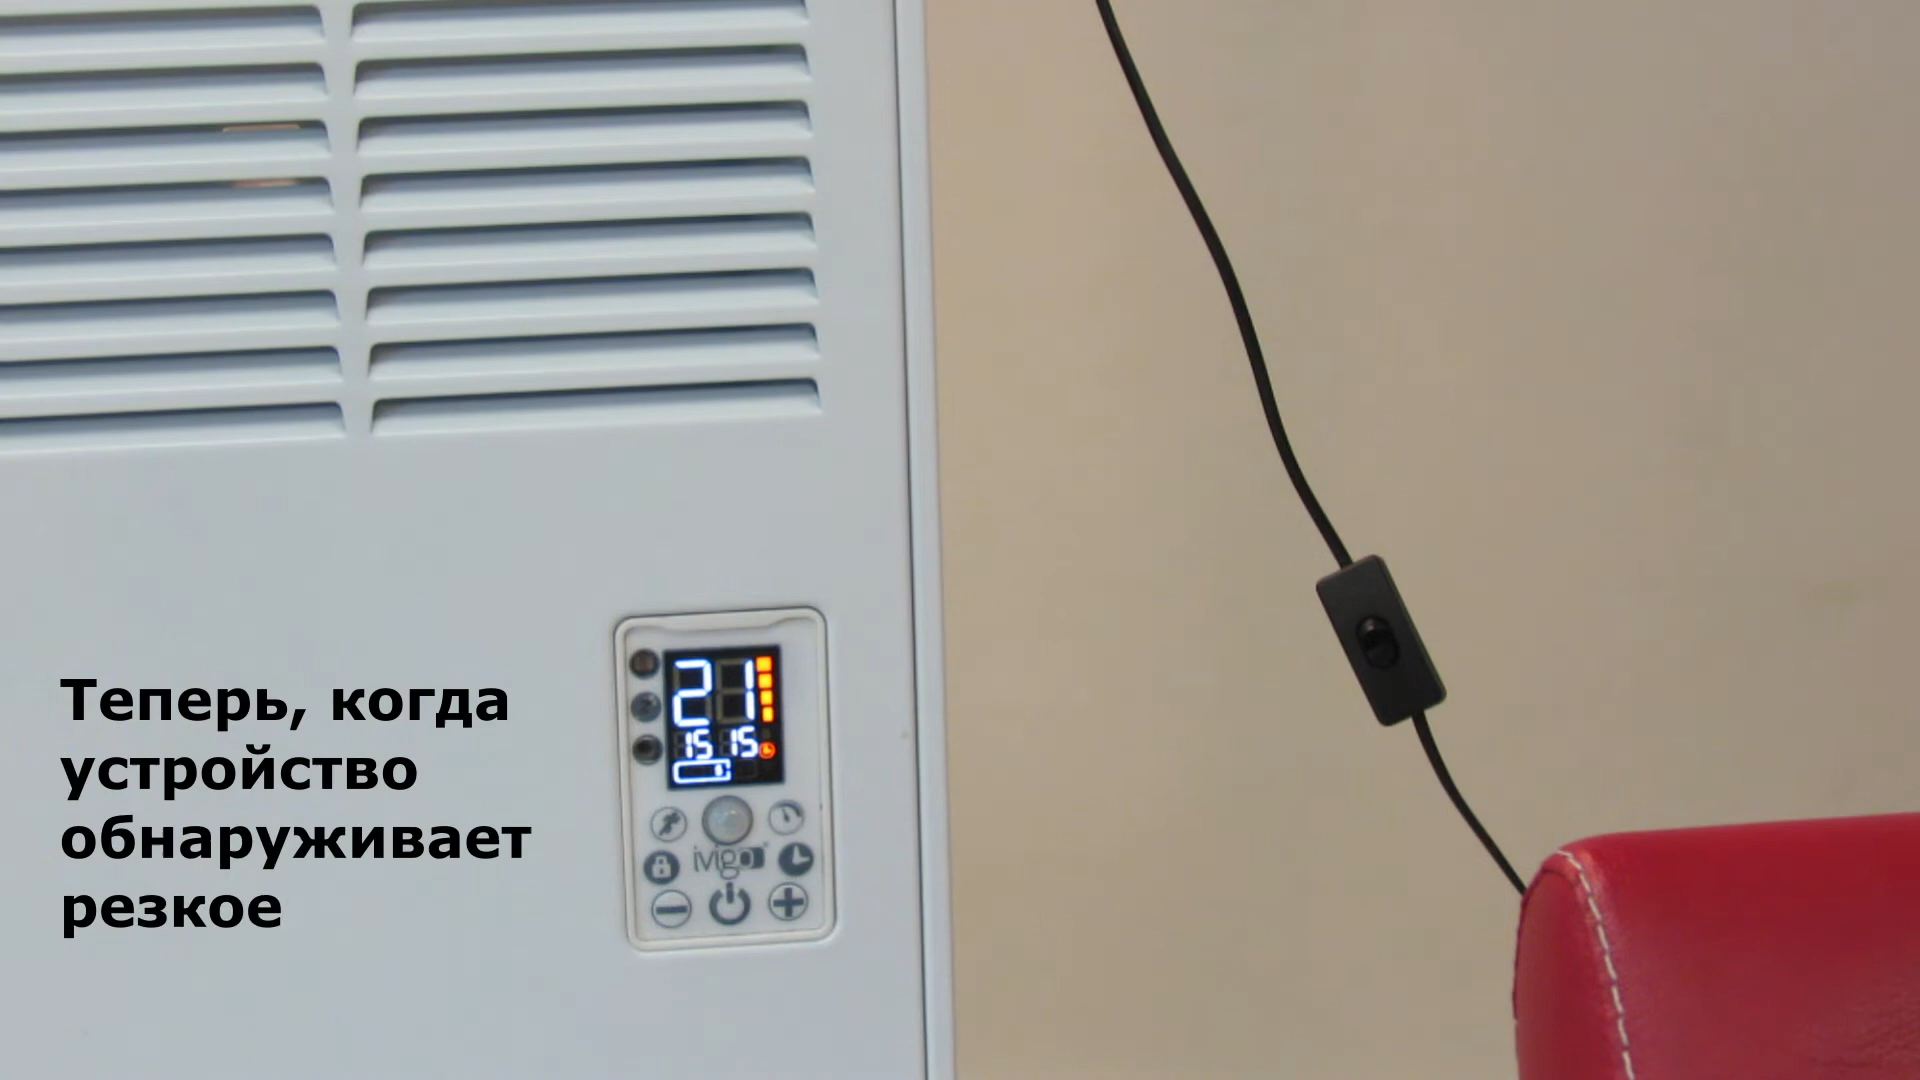 Теперь, когда
устройство
обнаруживает
резкое
21
15 15
ivigo